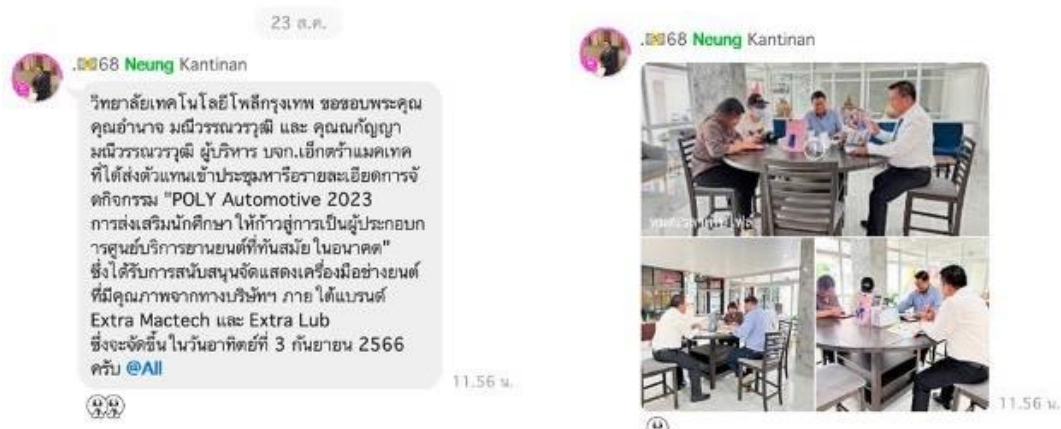 23 ส.ค.
.68 Neung Kantinan
วิทยาลัยเทคโนโลยีโพลีกรุงเทพ ขอขอบพระคุณ
คุณอำนาจ มณีวรรณวรวุฒิ และ คุณณกัญญา
มณีวรรณวรวุฒิ ผู้บริหาร บจก.เอ็กตร้าแมคเทค
ที่ได้ส่งตัวแทนเข้าประชุมหารือรายละเอียดการจั
ดกิจกรรม "POLY Automotive 2023
การส่งเสริมนักศึกษา ให้ก้าวสู่การเป็นผู้ประกอบก
ารศูนย์บริการยานยนต์ที่ทันสมัย ในอนาคต"
ซึ่งได้รับการสนับสนุนจัดแสดงเครื่องมือช่างยนต์
ที่มีคุณภาพจากทางบริษัทฯ ภายใต้แบรนด์
Extra Mactech และ Extra Lub
ซึ่งจะจัดขึ้น ในวันอาทิตย์ที่ 3 กันยายน 2566
ครับ @All
11.56 น.
.68 Neung Kantinan
11.56 น.